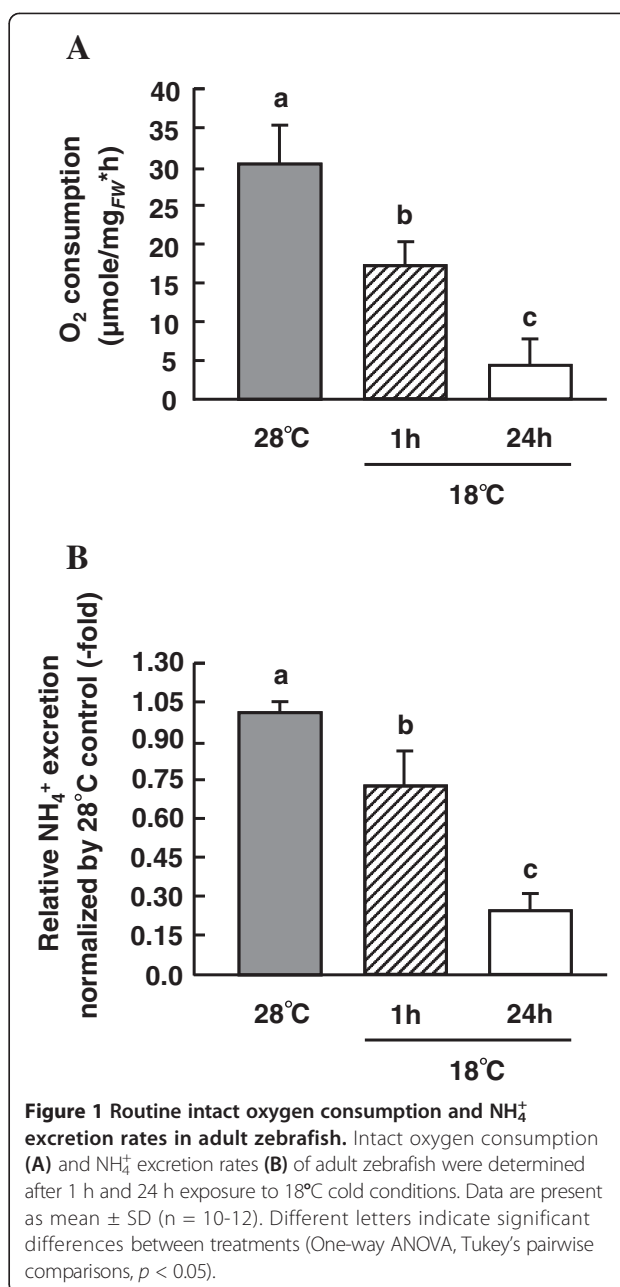 A
O₂ consumption
(µmole/mg_FW*h)
40
35
30
25
20
15
10
5
0
a
b
c
28°C
1h
24h
18°C
B
Relative NH₄⁺ excretion
normalized by 28°C control (-fold)
1.30
1.05
0.90
0.75
0.60
0.45
0.30
0.15
0.0
a
b
c
28°C
1h
24h
18°C
Figure 1 Routine intact oxygen consumption and NH₄⁺
excretion rates in adult zebrafish. Intact oxygen consumption
(A) and NH₄⁺ excretion rates (B) of adult zebrafish were determined
after 1 h and 24 h exposure to 18°C cold conditions. Data are present
as mean ± SD (n = 10-12). Different letters indicate significant
differences between treatments (One-way ANOVA, Tukey's pairwise
comparisons, p < 0.05).